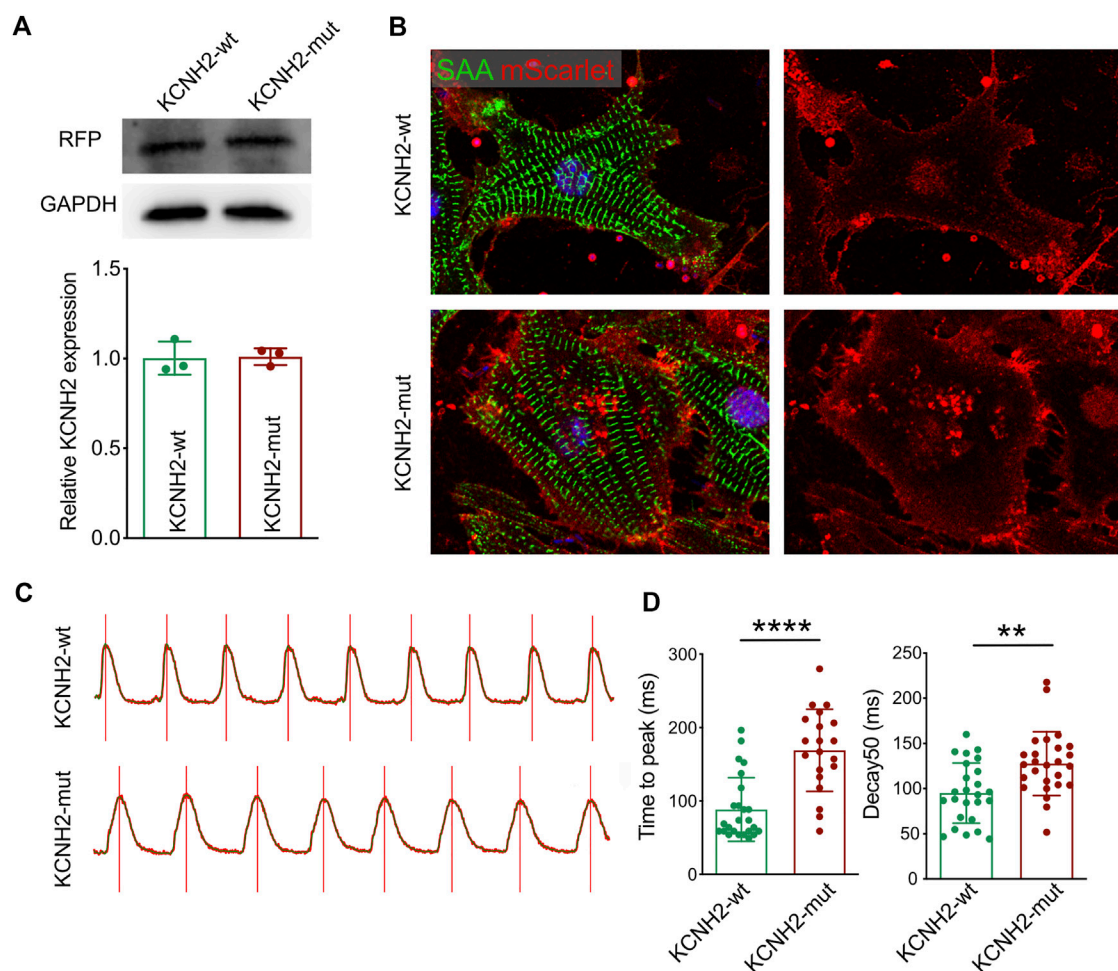 A
KCNH2-wt
KCNH2-mut
RFP
GAPDH
Relative KCNH2 expression
1.5
1.0
0.5
0.0
KCNH2-wt
KCNH2-mut
B
SAA mScarlet
KCNH2-wt
KCNH2-mut
C
KCNH2-wt
KCNH2-mut
D
****
Time to peak (ms)
300
200
100
0
KCNH2-wt
KCNH2-mut
**
Decay50 (ms)
250
200
150
100
50
0
KCNH2-wt
KCNH2-mut